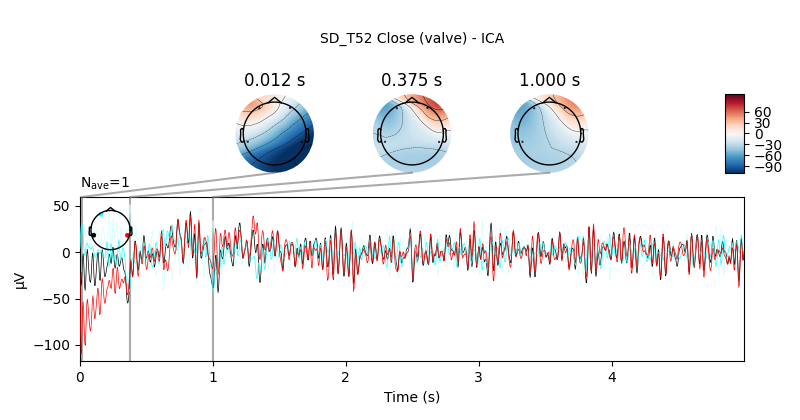 SD_T52 Close (valve) - ICA
0.012 s
0.375 s
1.000 s
60
30
0
−30
−60
−90
Nave=1
50
0
−50
−100
µV
0
1
2
3
4
Time (s)